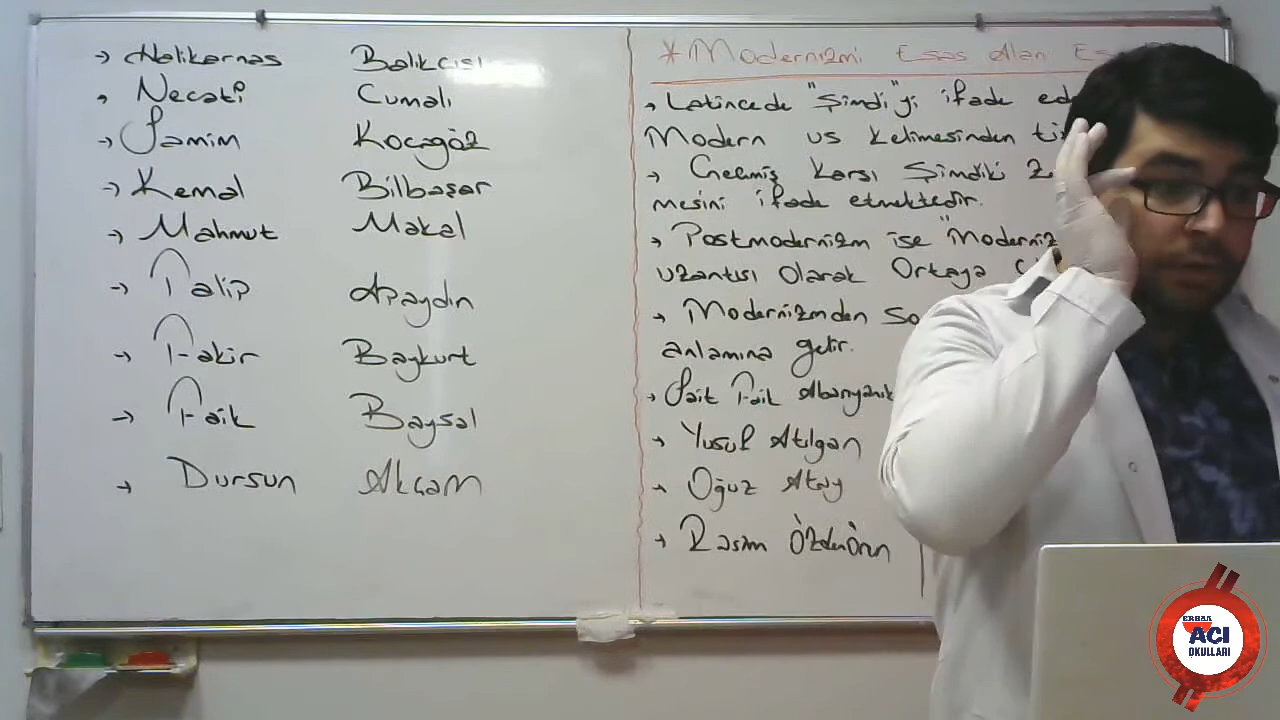 → Halikarnas Balıkçısı
→ Necati Cumalı
→ Samim Kocagöz
→ Kemal Bilbaşar
→ Mahmut Makal
→ Talip Apaydın
→ Fakir Baykurt
→ Faik Baysal
→ Dursun Akçam
* Modernizmi Esas Alan
→ Latincede "Şimdi"yi ifade
Modern us kelimesinden
→ Geçmiş karşı Şimdiki
mesini ifade etmektedir.
→ Postmodernizm ise
uzantısı Olarak Ortaya
→ Modernizmden
anlamına gelir.
→ Sait Faik Abasıyanık
→ Yusuf Atılgan
→ Oğuz Atay
→ Rasim Özdenören
ERBAA
AÇI
OKULLARI